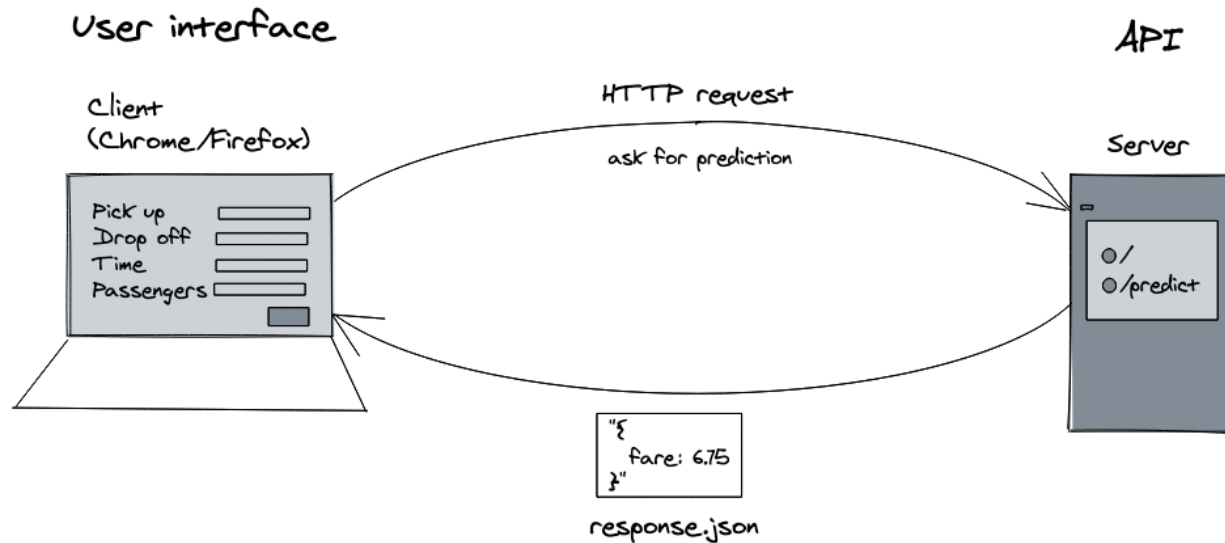 User interface
API
Client
(Chrome/Firefox)
HTTP request
ask for prediction
Server
Pick up
Drop off
Time
Passengers
/
/predict
"{
fare: 6.75
}"
response.json